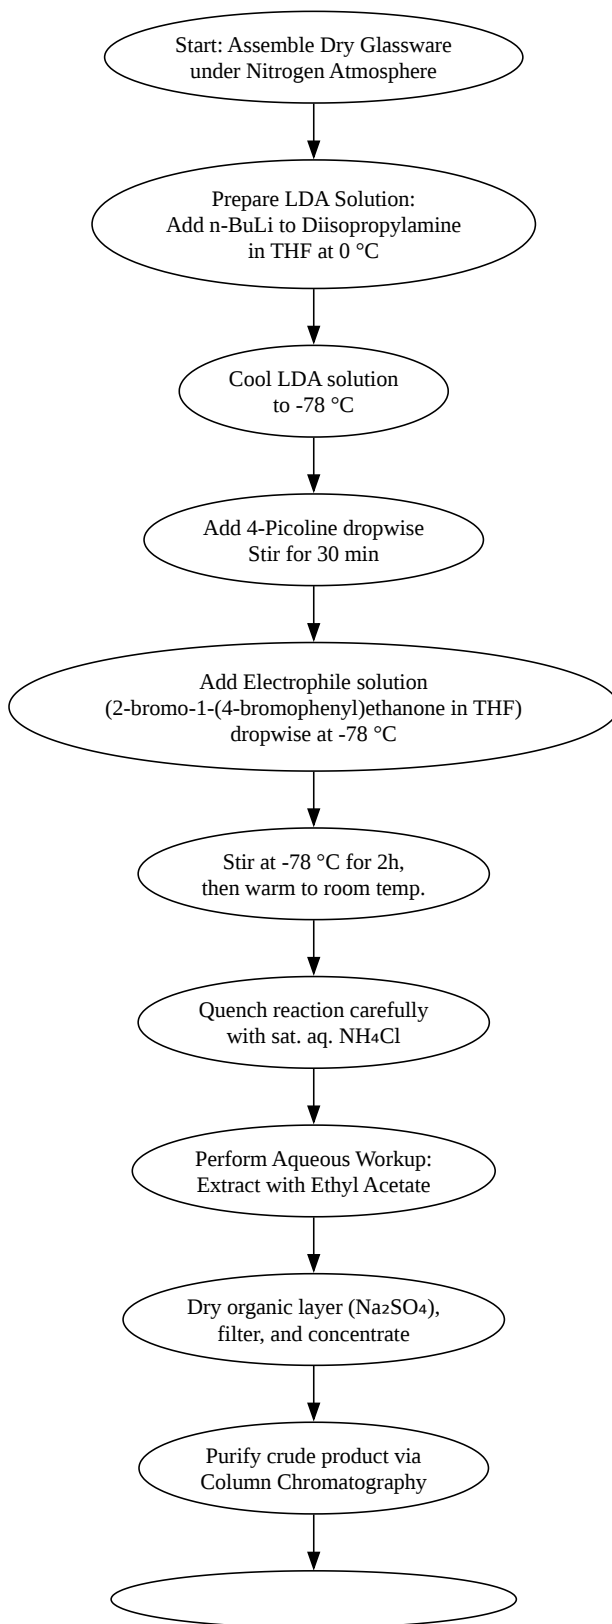 Start: Assemble Dry Glassware
under Nitrogen Atmosphere
Prepare LDA Solution:
Add n-BuLi to Diisopropylamine
in THF at 0 °C
Cool LDA solution
to -78 °C
Add 4-Picoline dropwise
Stir for 30 min
Add Electrophile solution
(2-bromo-1-(4-bromophenyl)ethanone in THF)
dropwise at -78 °C
Stir at -78 °C for 2h,
then warm to room temp.
Quench reaction carefully
with sat. aq. NH₄Cl
Perform Aqueous Workup:
Extract with Ethyl Acetate
Dry organic layer (Na₂SO₄),
filter, and concentrate
Purify crude product via
Column Chromatography